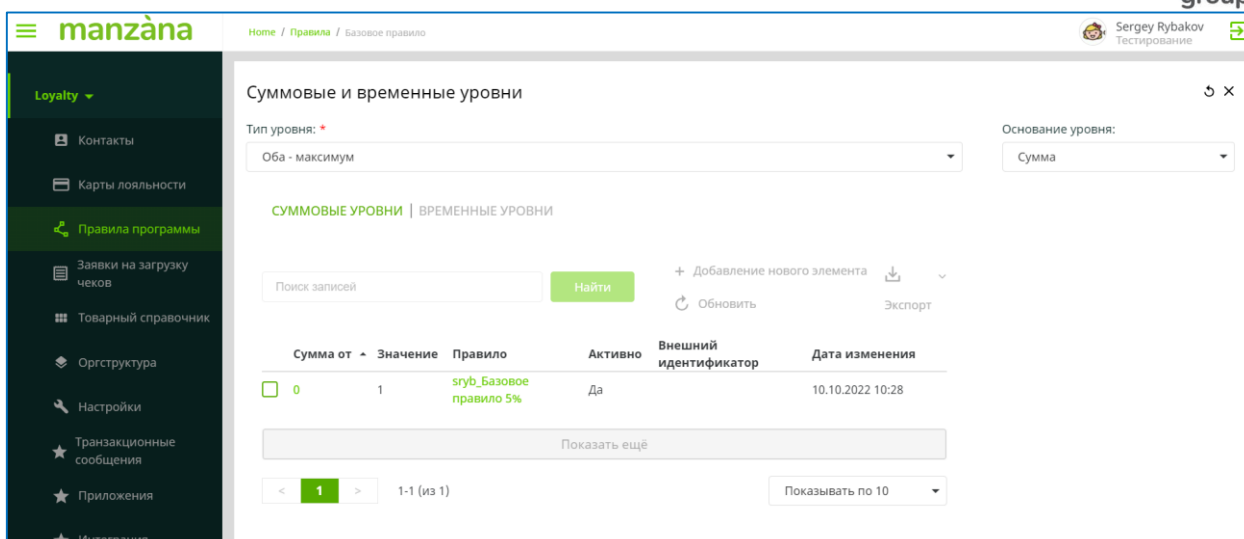 group
manzàna
Home / Правила / Базовое правило
Sergey Rybakov
Тестирование
Loyalty
Контакты
Карты лояльности
Правила программы
Заявки на загрузку
чеков
Товарный справочник
Оргструктура
Настройки
Транзакционные
сообщения
Приложения
Интеграция
Суммовые и временные уровни
Тип уровня: *
Основание уровня:
Оба - максимум
Сумма
СУММОВЫЕ УРОВНИ | ВРЕМЕННЫЕ УРОВНИ
Поиск записей
Найти
+ Добавление нового элемента
Обновить
Экспорт
Сумма от Значение Правило Активно Внешний идентификатор Дата изменения
0 1 sryb_Базовое правило 5% Да 10.10.2022 10:28
Показать ещё
< 1 > 1-1 (из 1)
Показывать по 10